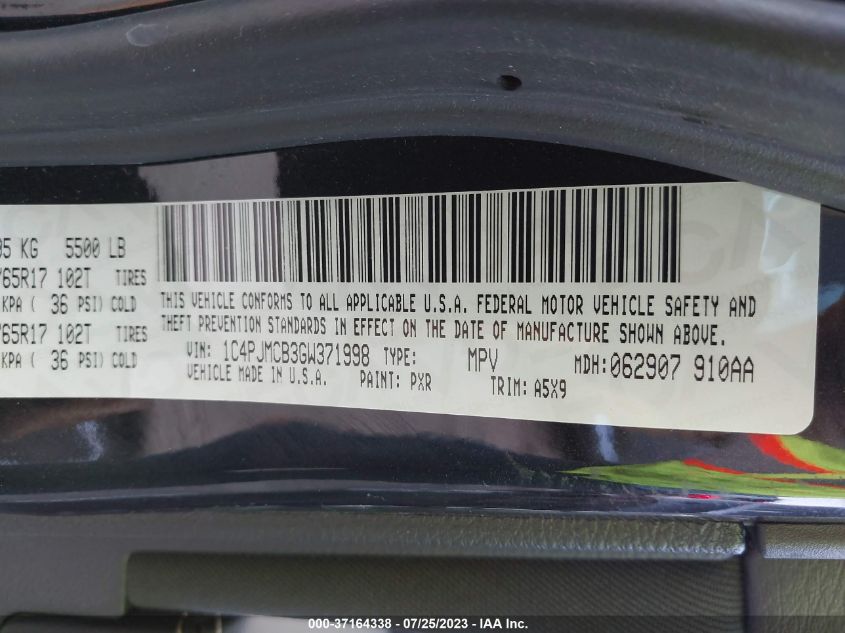 95 KG 5500 LB
/65R17 102T TIRES
KPA ( 36 PSI) COLD
/65R17 102T TIRES
KPA ( 36 PSI) COLD
THIS VEHICLE CONFORMS TO ALL APPLICABLE U.S.A. FEDERAL MOTOR VEHICLE SAFETY AND
THEFT PREVENTION STANDARDS IN EFFECT ON THE DATE OF MANUFACTURE SHOWN ABOVE.
VIN: 1C4PJMCB3GW371998 TYPE: MPV MDH: 062907 910AA
VEHICLE MADE IN U.S.A. PAINT: PXR TRIM: A5X9
000-37164338 - 07/25/2023 - IAA Inc.